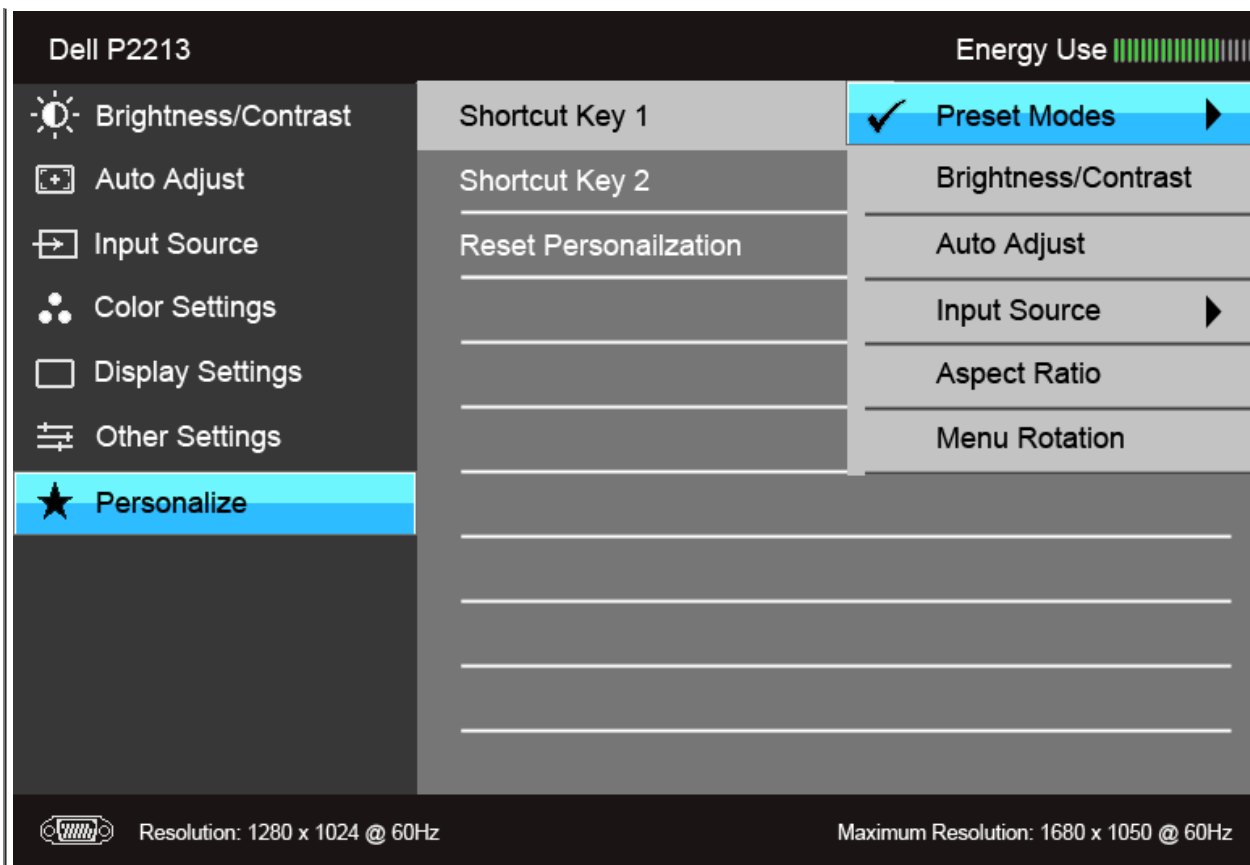 Dell P2213 Energy Use
Brightness/Contrast Shortcut Key 1 Preset Modes
Auto Adjust Shortcut Key 2 Brightness/Contrast
Input Source Reset Personailzation Auto Adjust
Color Settings Input Source
Display Settings Aspect Ratio
Other Settings Menu Rotation
Personalize
Resolution: 1280 x 1024 @ 60Hz Maximum Resolution: 1680 x 1050 @ 60Hz